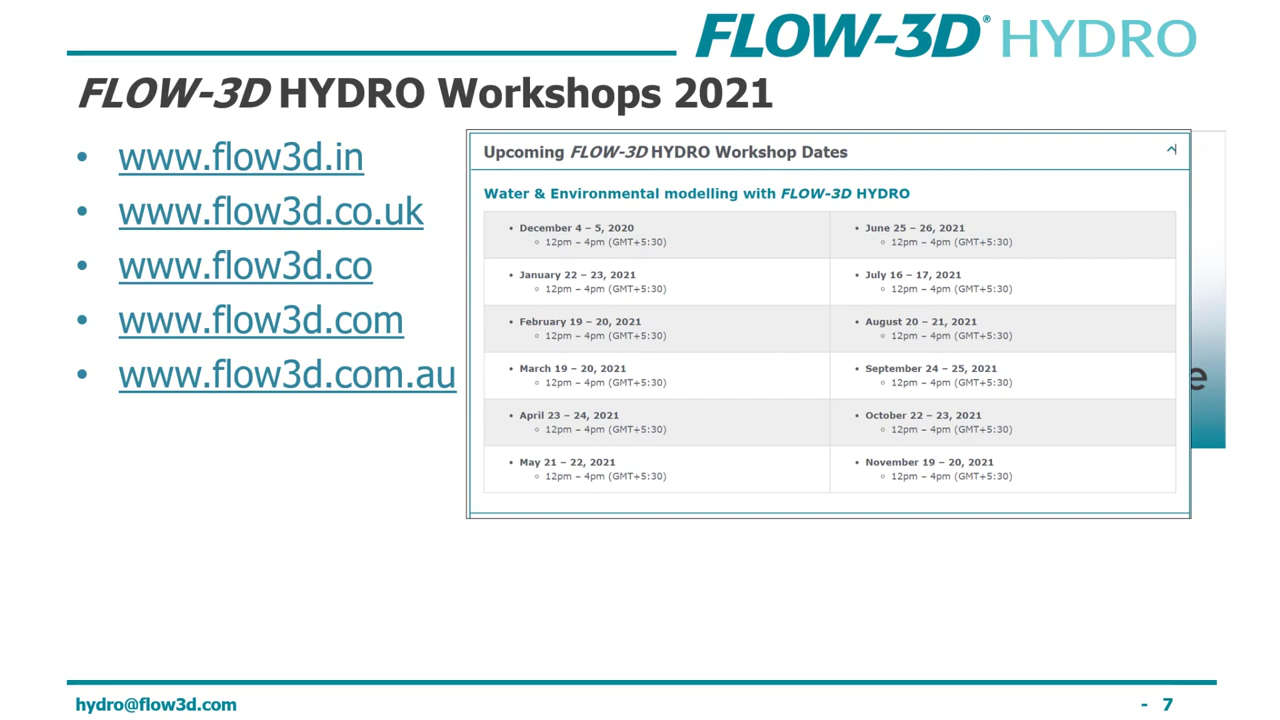 FLOW-3D® HYDRO
FLOW-3D HYDRO Workshops 2021
• www.flow3d.in
• www.flow3d.co.uk
• www.flow3d.co
• www.flow3d.com
• www.flow3d.com.au
Upcoming FLOW-3D HYDRO Workshop Dates
Water & Environmental modelling with FLOW-3D HYDRO
• December 4 – 5, 2020
◦ 12pm – 4pm (GMT+5:30)
• June 25 – 26, 2021
◦ 12pm – 4pm (GMT+5:30)
• January 22 – 23, 2021
◦ 12pm – 4pm (GMT+5:30)
• July 16 – 17, 2021
◦ 12pm – 4pm (GMT+5:30)
• February 19 – 20, 2021
◦ 12pm – 4pm (GMT+5:30)
• August 20 – 21, 2021
◦ 12pm – 4pm (GMT+5:30)
• March 19 – 20, 2021
◦ 12pm – 4pm (GMT+5:30)
• September 24 – 25, 2021
◦ 12pm – 4pm (GMT+5:30)
• April 23 – 24, 2021
◦ 12pm – 4pm (GMT+5:30)
• October 22 – 23, 2021
◦ 12pm – 4pm (GMT+5:30)
• May 21 – 22, 2021
◦ 12pm – 4pm (GMT+5:30)
• November 19 – 20, 2021
◦ 12pm – 4pm (GMT+5:30)
hydro@flow3d.com
- 7